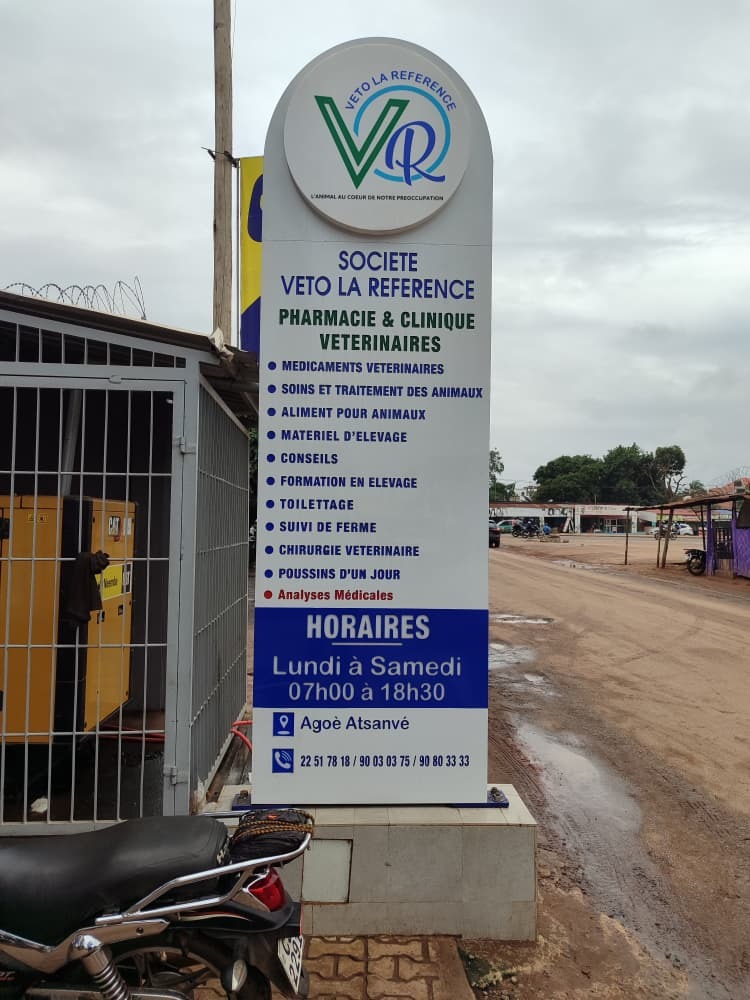 VETO LA REFERENCE
VR
L'ANIMAL AU COEUR DE NOTRE PREOCCUPATION
SOCIETE
VETO LA REFERENCE
PHARMACIE & CLINIQUE
VETERINAIRES
MEDICAMENTS VETERINAIRES
SOINS ET TRAITEMENT DES ANIMAUX
ALIMENT POUR ANIMAUX
MATERIEL D'ELEVAGE
CONSEILS
FORMATION EN ELEVAGE
TOILETTAGE
SUIVI DE FERME
CHIRURGIE VETERINAIRE
POUSSINS D'UN JOUR
Analyses Médicales
HORAIRES
Lundi à Samedi
07h00 à 18h30
Agoè Atsanvé
22 51 78 18 / 90 03 03 75 / 90 80 33 33
CAT